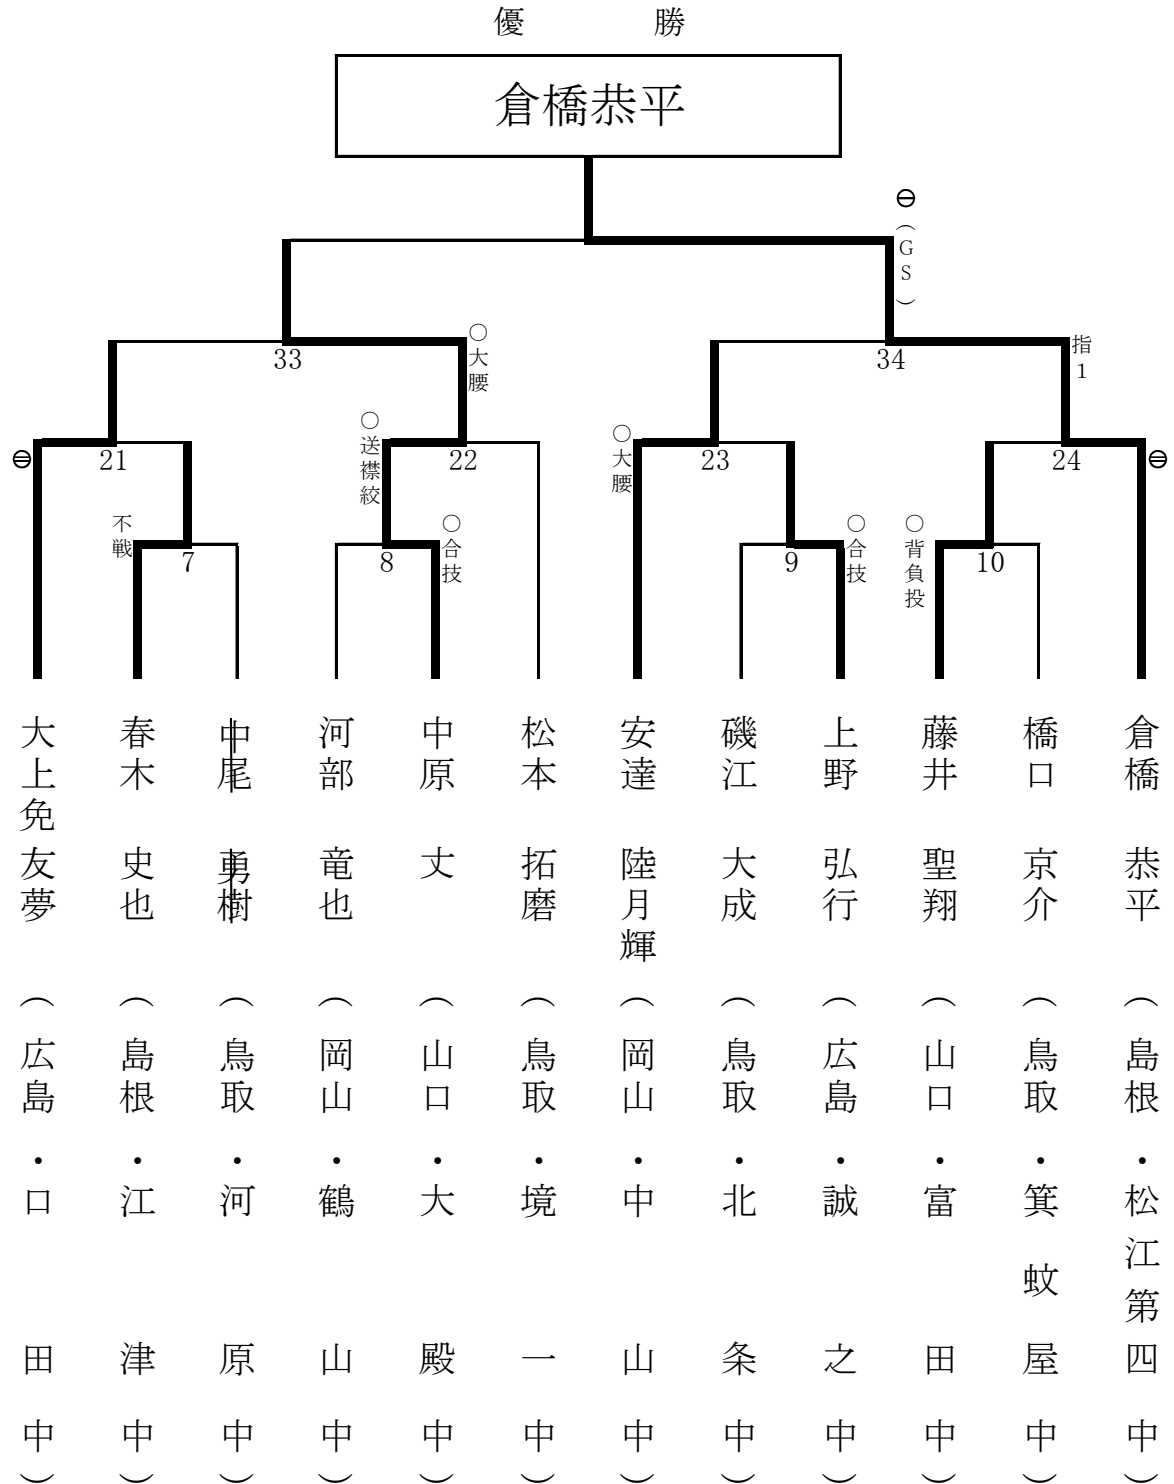 優　勝
倉橋恭平
⊖（GS）
33
○大腰
34
指1
⊖
21
○送襟絞
22
○大腰
23
24
⊖
不戦
7
8
○合技
9
○合技
○背負投
10
大上免 友夢（広島・口田中）
春木 史也（島根・江津中）
中尾 勇樹（鳥取・河原中）
河部 竜也（岡山・鶴山中）
中原 丈（山口・大殿中）
松本 拓磨（鳥取・境一中）
安達 陸月輝（岡山・中山中）
磯江 大成（鳥取・北条中）
上野 弘行（広島・誠之中）
藤井 聖翔（山口・富田中）
橋口 京介（鳥取・箕蚊屋中）
倉橋 恭平（島根・松江第四中）